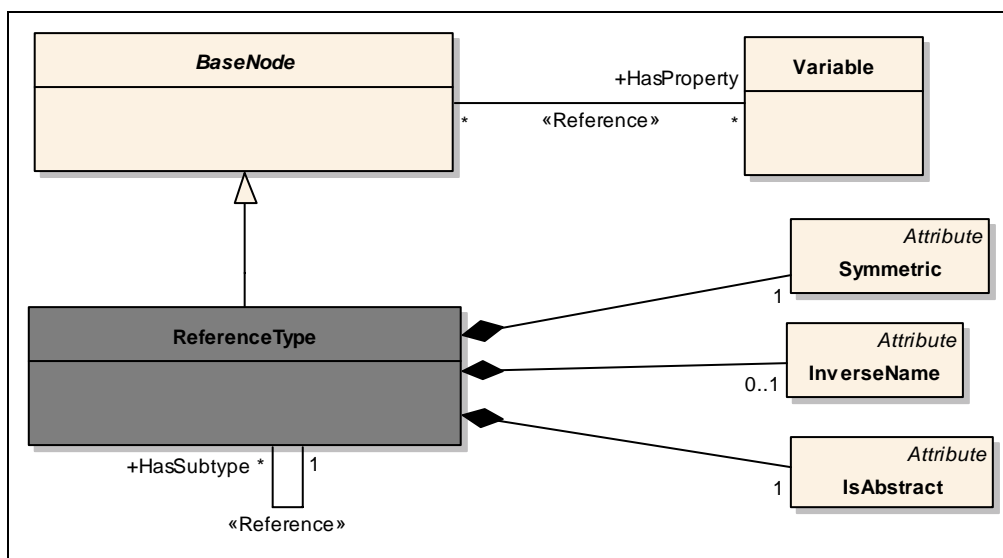 BaseNode
Variable
+HasProperty
* «Reference» *
Attribute
Symmetric
1
ReferenceType
Attribute
InverseName
0..1
Attribute
IsAbstract
1
+HasSubtype * 1
«Reference»